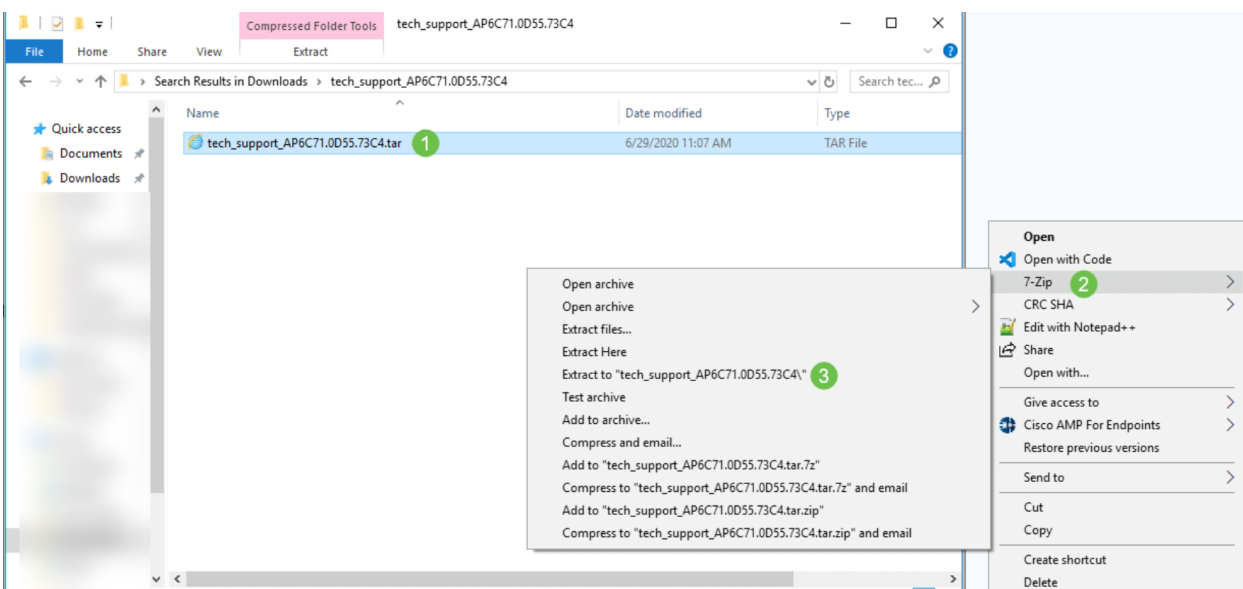 Compressed Folder Tools tech_support_AP6C71.0D55.73C4
File Home Share View Extract
Search Results in Downloads > tech_support_AP6C71.0D55.73C4 Search tec...
Name Date modified Type
Quick access
tech_support_AP6C71.0D55.73C4.tar 1 6/29/2020 11:07 AM TAR File
Documents
Downloads
Open
Open with Code
7-Zip 2
CRC SHA
Edit with Notepad++
Share
Open with...
Give access to
Cisco AMP For Endpoints
Restore previous versions
Send to
Cut
Copy
Create shortcut
Delete
Open archive
Open archive
Extract files...
Extract Here
Extract to "tech_support_AP6C71.0D55.73C4\" 3
Test archive
Add to archive...
Compress and email...
Add to "tech_support_AP6C71.0D55.73C4.tar.7z"
Compress to "tech_support_AP6C71.0D55.73C4.tar.7z" and email
Add to "tech_support_AP6C71.0D55.73C4.tar.zip"
Compress to "tech_support_AP6C71.0D55.73C4.tar.zip" and email